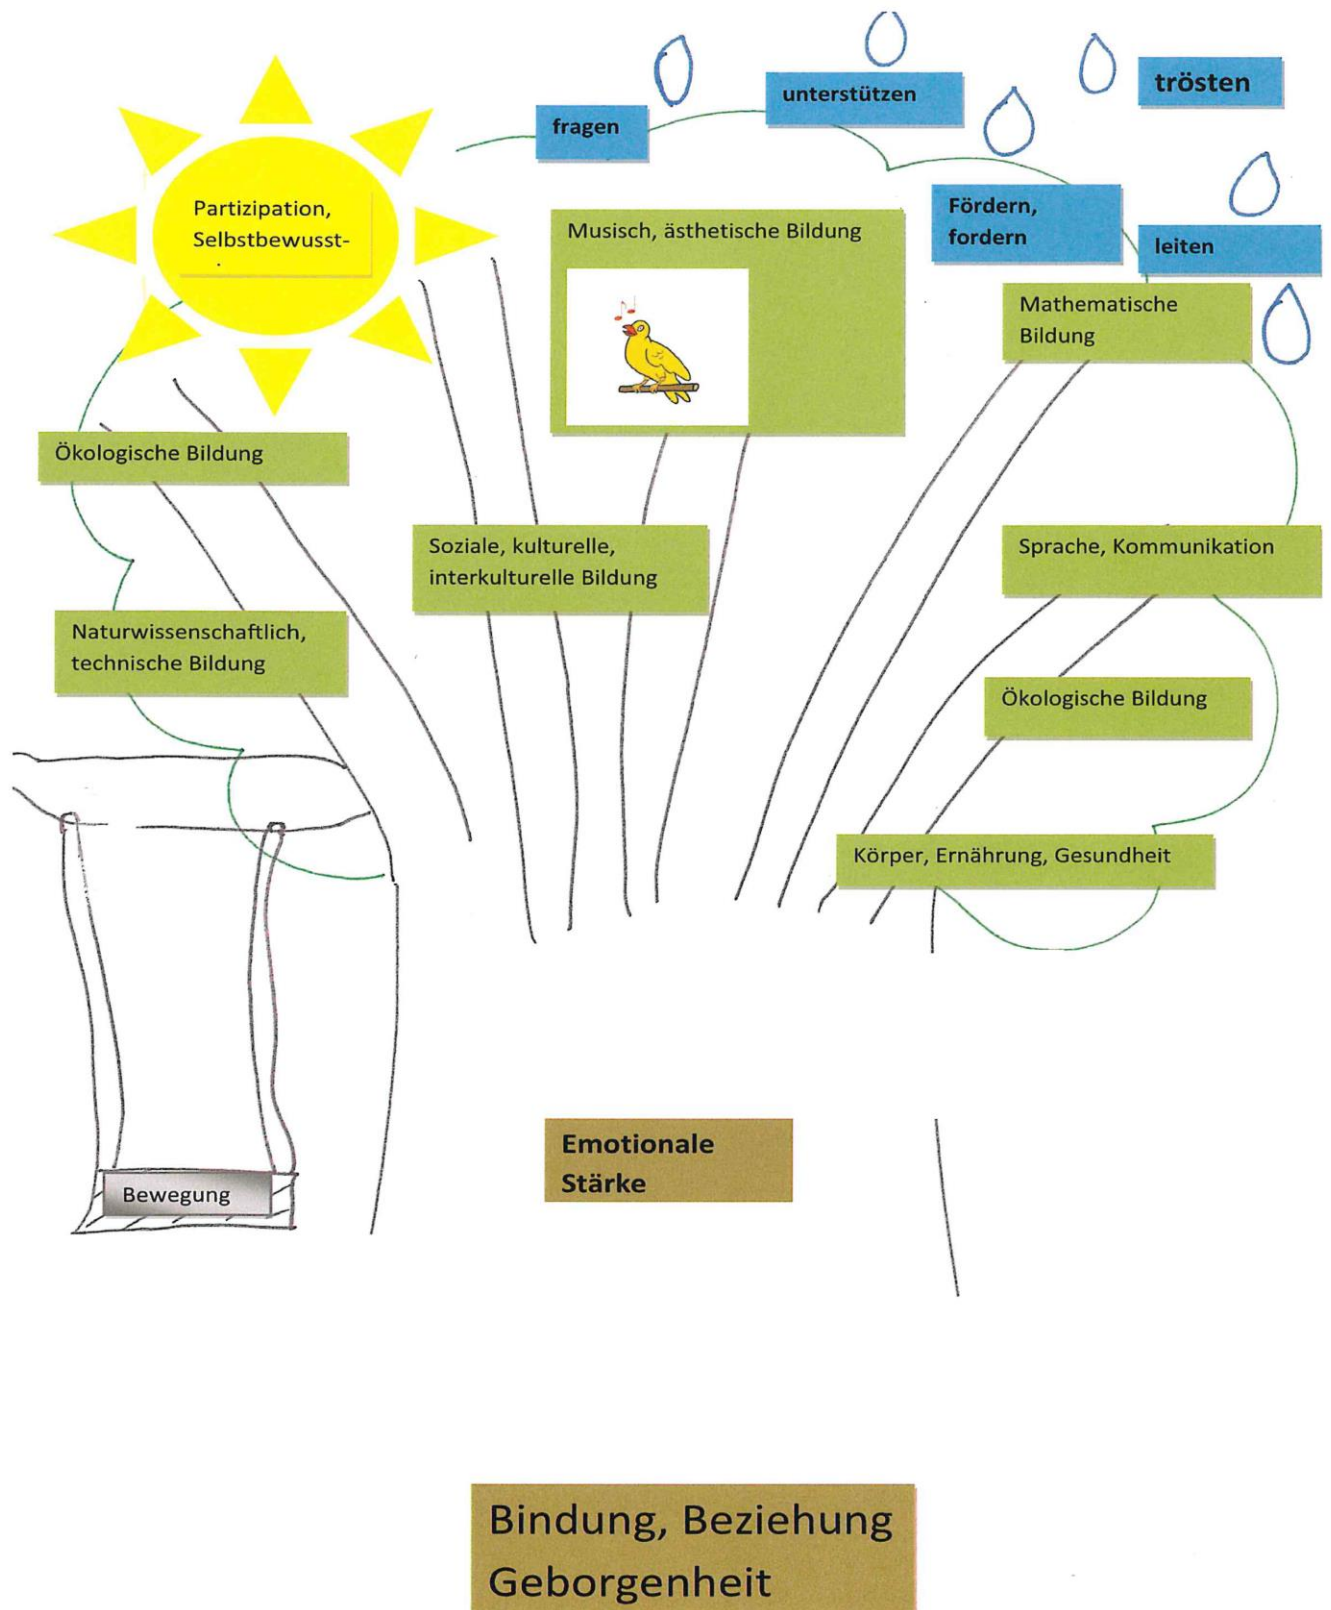 trösten
unterstützen
fragen
Partizipation,
Selbstbewusst-
Fördern,
fordern
Musisch, ästhetische Bildung
leiten
Mathematische
Bildung
Ökologische Bildung
Soziale, kulturelle,
interkulturelle Bildung
Sprache, Kommunikation
Naturwissenschaftlich,
technische Bildung
Ökologische Bildung
Körper, Ernährung, Gesundheit
Emotionale
Stärke
Bewegung
Bindung, Beziehung
Geborgenheit